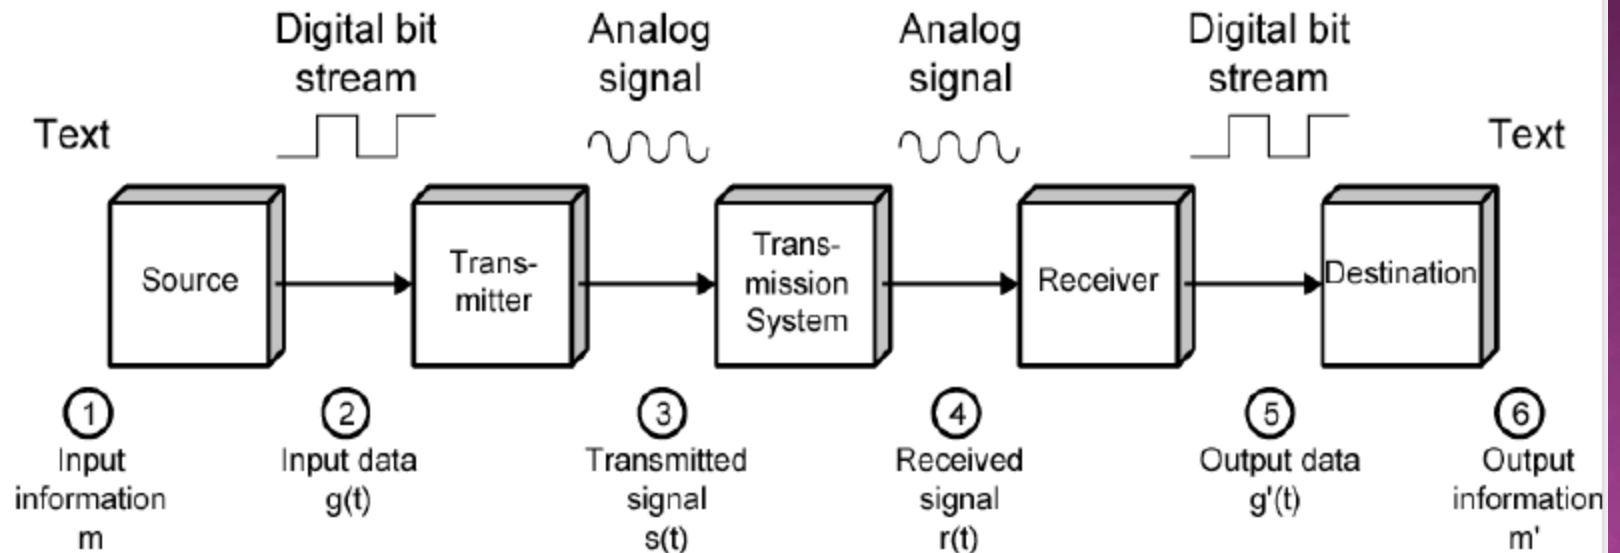 Digital bit
stream
Analog
signal
Analog
signal
Digital bit
stream
Text
Text
Source
Trans-
mitter
Trans-
mission
System
Receiver
Destination
1
Input
information
m
2
Input data
g(t)
3
Transmitted
signal
s(t)
4
Received
signal
r(t)
5
Output data
g'(t)
6
Output
information
m'